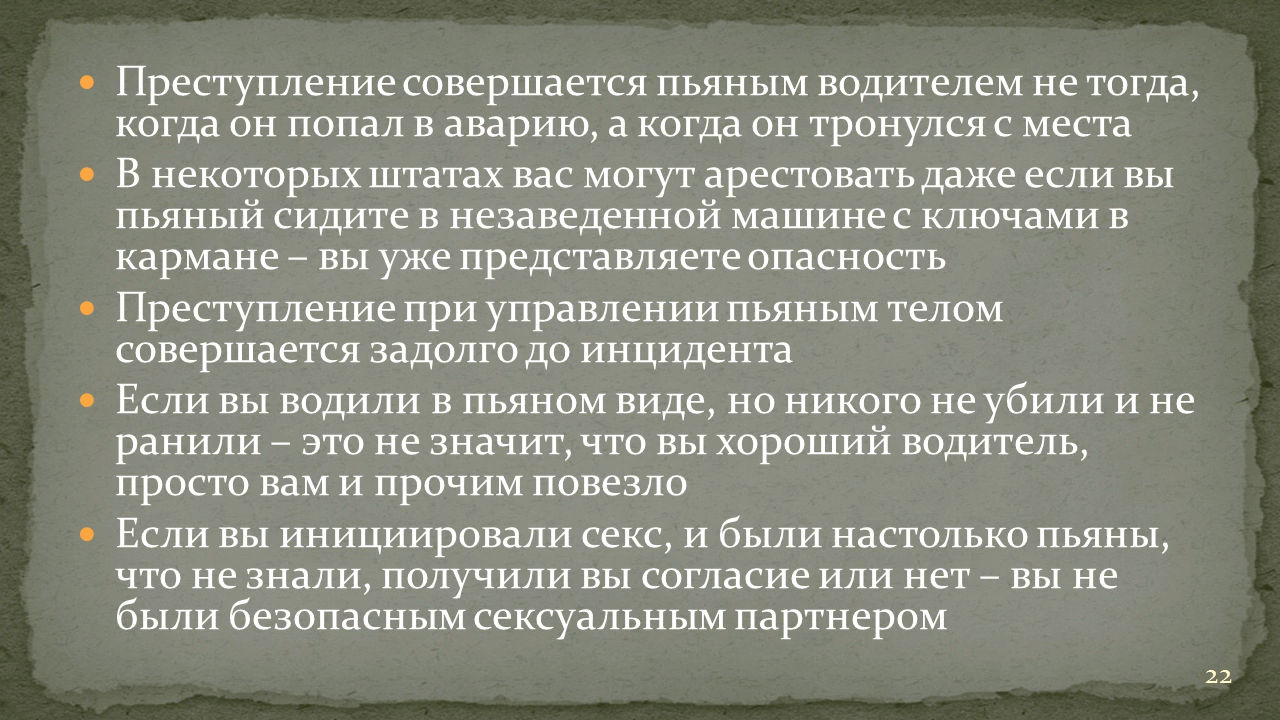 • Преступление совершается пьяным водителем не тогда,
когда он попал в аварию, а когда он тронулся с места
• В некоторых штатах вас могут арестовать даже если вы
пьяный сидите в незаведенной машине с ключами в
кармане – вы уже представляете опасность
• Преступление при управлении пьяным телом
совершается задолго до инцидента
• Если вы водили в пьяном виде, но никого не убили и не
ранили – это не значит, что вы хороший водитель,
просто вам и прочим повезло
• Если вы инициировали секс, и были настолько пьяны,
что не знали, получили вы согласие или нет – вы не
были безопасным сексуальным партнером
22